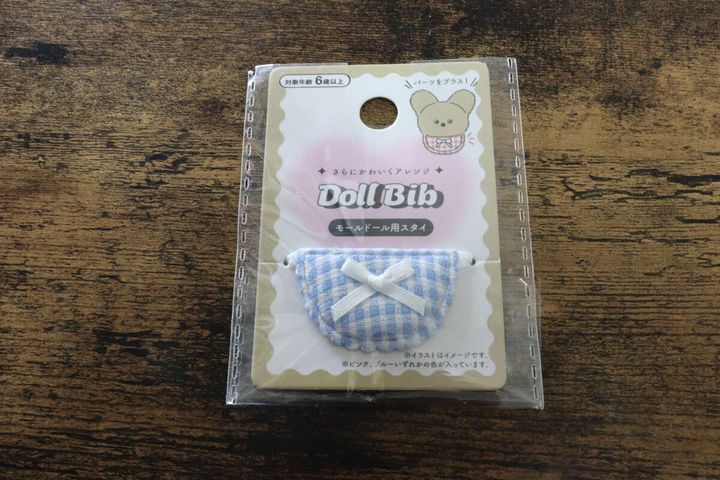 対象年齢 6歳以上
パーツをプラス!
さらにかわいくアレンジ
Doll Bib
モールドール用スタイ
※イラストはイメージです。
※ピンク、ブルーいずれかの色が入っています。